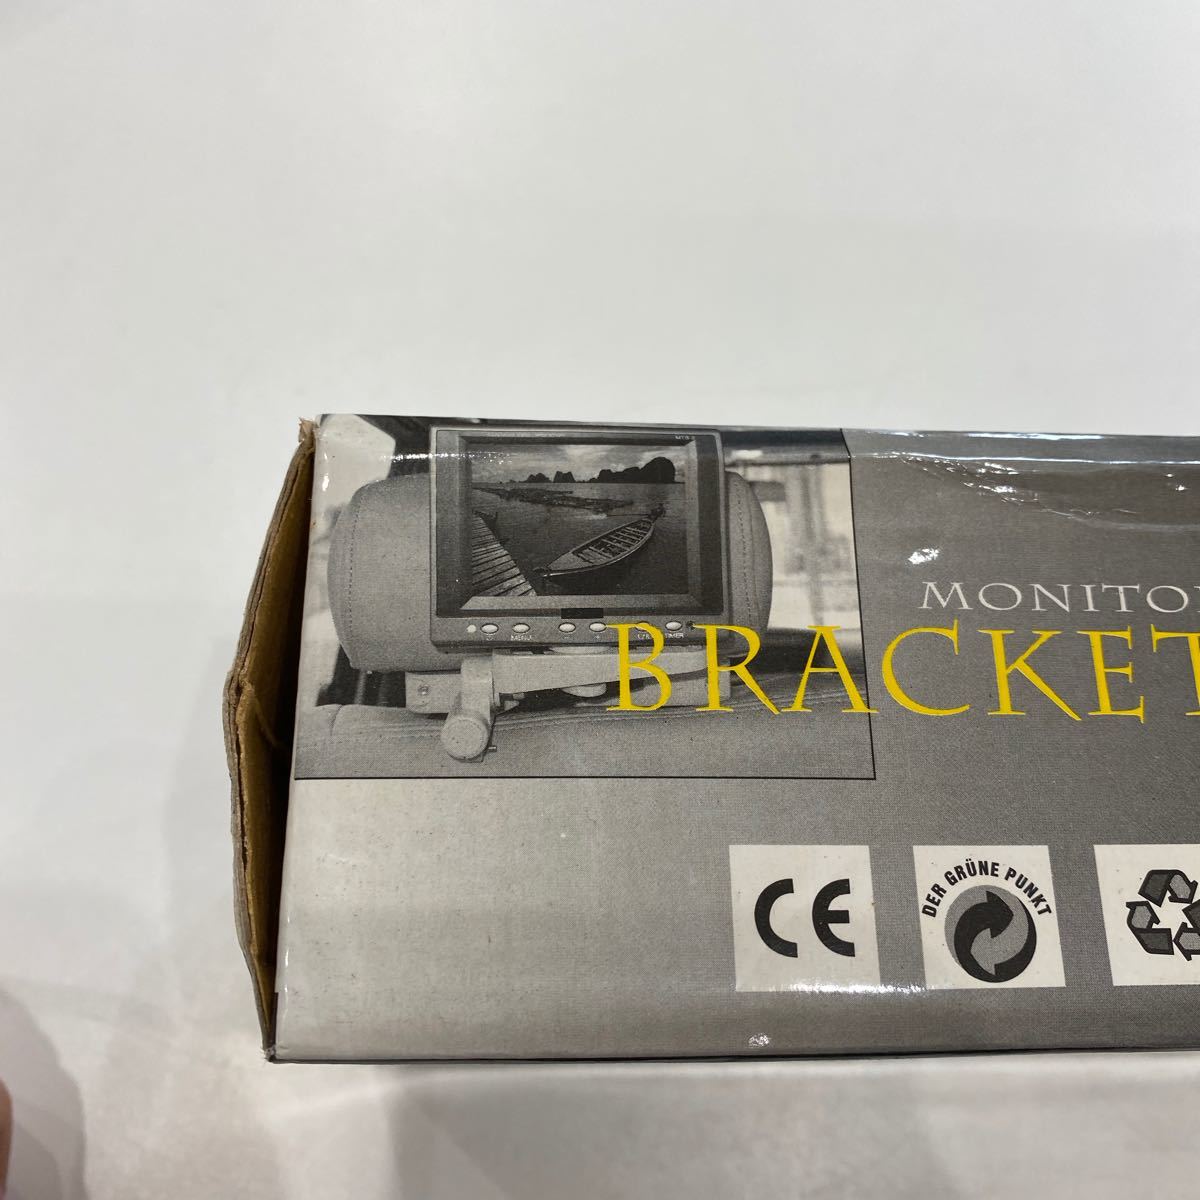 MONITO
BRACKET
MENU
CE
DER GRÜNE PUNKT